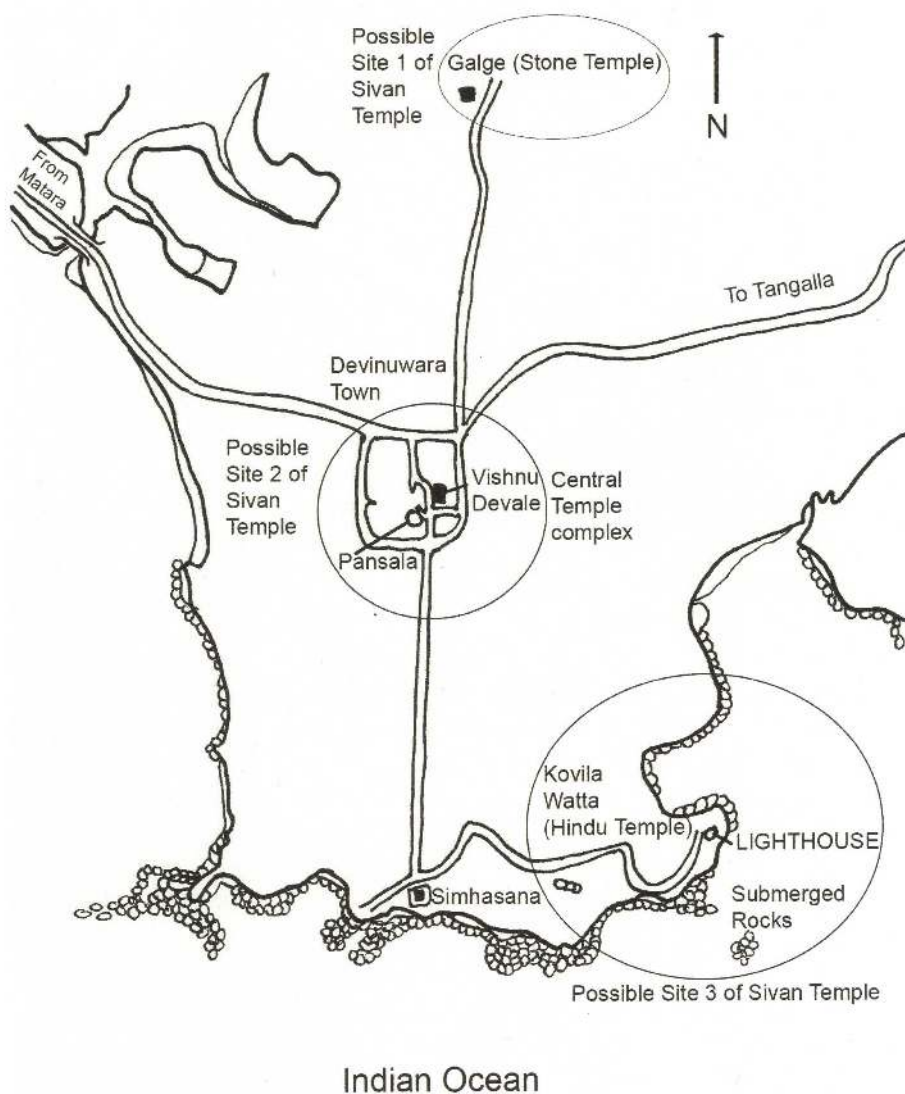 Possible
Site 1 of
Sivan
Temple
Galge (Stone Temple)
N
From
Matara
To Tangalla
Devinuwara
Town
Possible
Site 2 of
Sivan
Temple
Vishnu
Devale
Central
Temple
complex
Pansala
Kovila
Watta
(Hindu Temple)
LIGHTHOUSE
Simhasana
Submerged
Rocks
Possible Site 3 of Sivan Temple
Indian Ocean